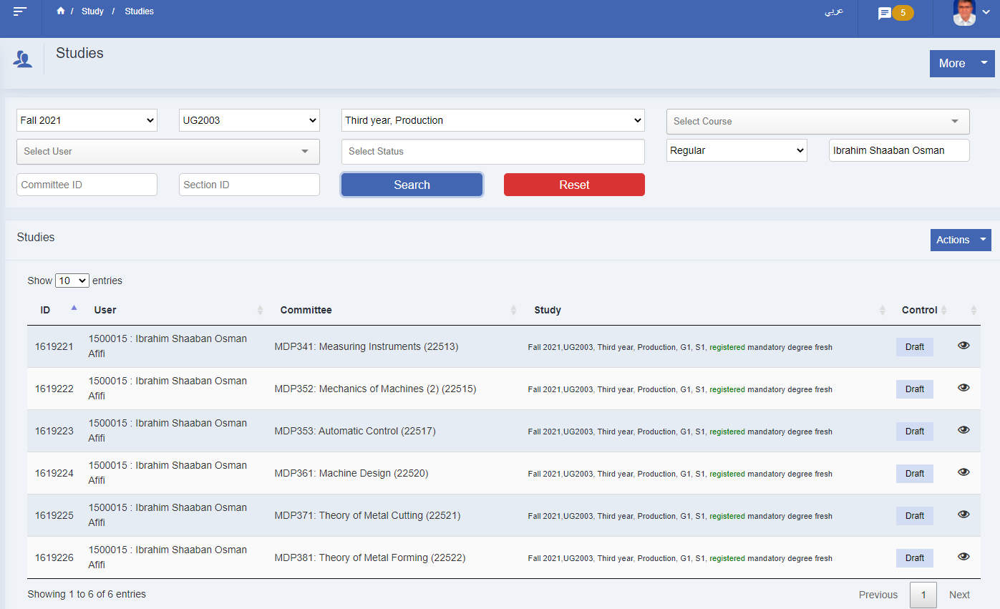 / Study / Studies
عربي
5
Studies
More
Fall 2021
UG2003
Third year, Production
Select Course
Select User
Select Status
Regular
Ibrahim Shaaban Osman
Committee ID
Section ID
Search
Reset
Studies
Actions
Show 10 entries
ID User Committee Study Control
1619221 1500015 : Ibrahim Shaaban Osman MDP341: Measuring Instruments (22513) Fall 2021,UG2003, Third year, Production, G1, S1, registered mandatory degree fresh Draft
Afifi
1619222 1500015 : Ibrahim Shaaban Osman MDP352: Mechanics of Machines (2) (22515) Fall 2021,UG2003, Third year, Production, G1, S1, registered mandatory degree fresh Draft
Afifi
1619223 1500015 : Ibrahim Shaaban Osman MDP353: Automatic Control (22517) Fall 2021,UG2003, Third year, Production, G1, S1, registered mandatory degree fresh Draft
Afifi
1619224 1500015 : Ibrahim Shaaban Osman MDP361: Machine Design (22520) Fall 2021,UG2003, Third year, Production, G1, S1, registered mandatory degree fresh Draft
Afifi
1619225 1500015 : Ibrahim Shaaban Osman MDP371: Theory of Metal Cutting (22521) Fall 2021,UG2003, Third year, Production, G1, S1, registered mandatory degree fresh Draft
Afifi
1619226 1500015 : Ibrahim Shaaban Osman MDP381: Theory of Metal Forming (22522) Fall 2021,UG2003, Third year, Production, G1, S1, registered mandatory degree fresh Draft
Afifi
Showing 1 to 6 of 6 entries
Previous 1 Next